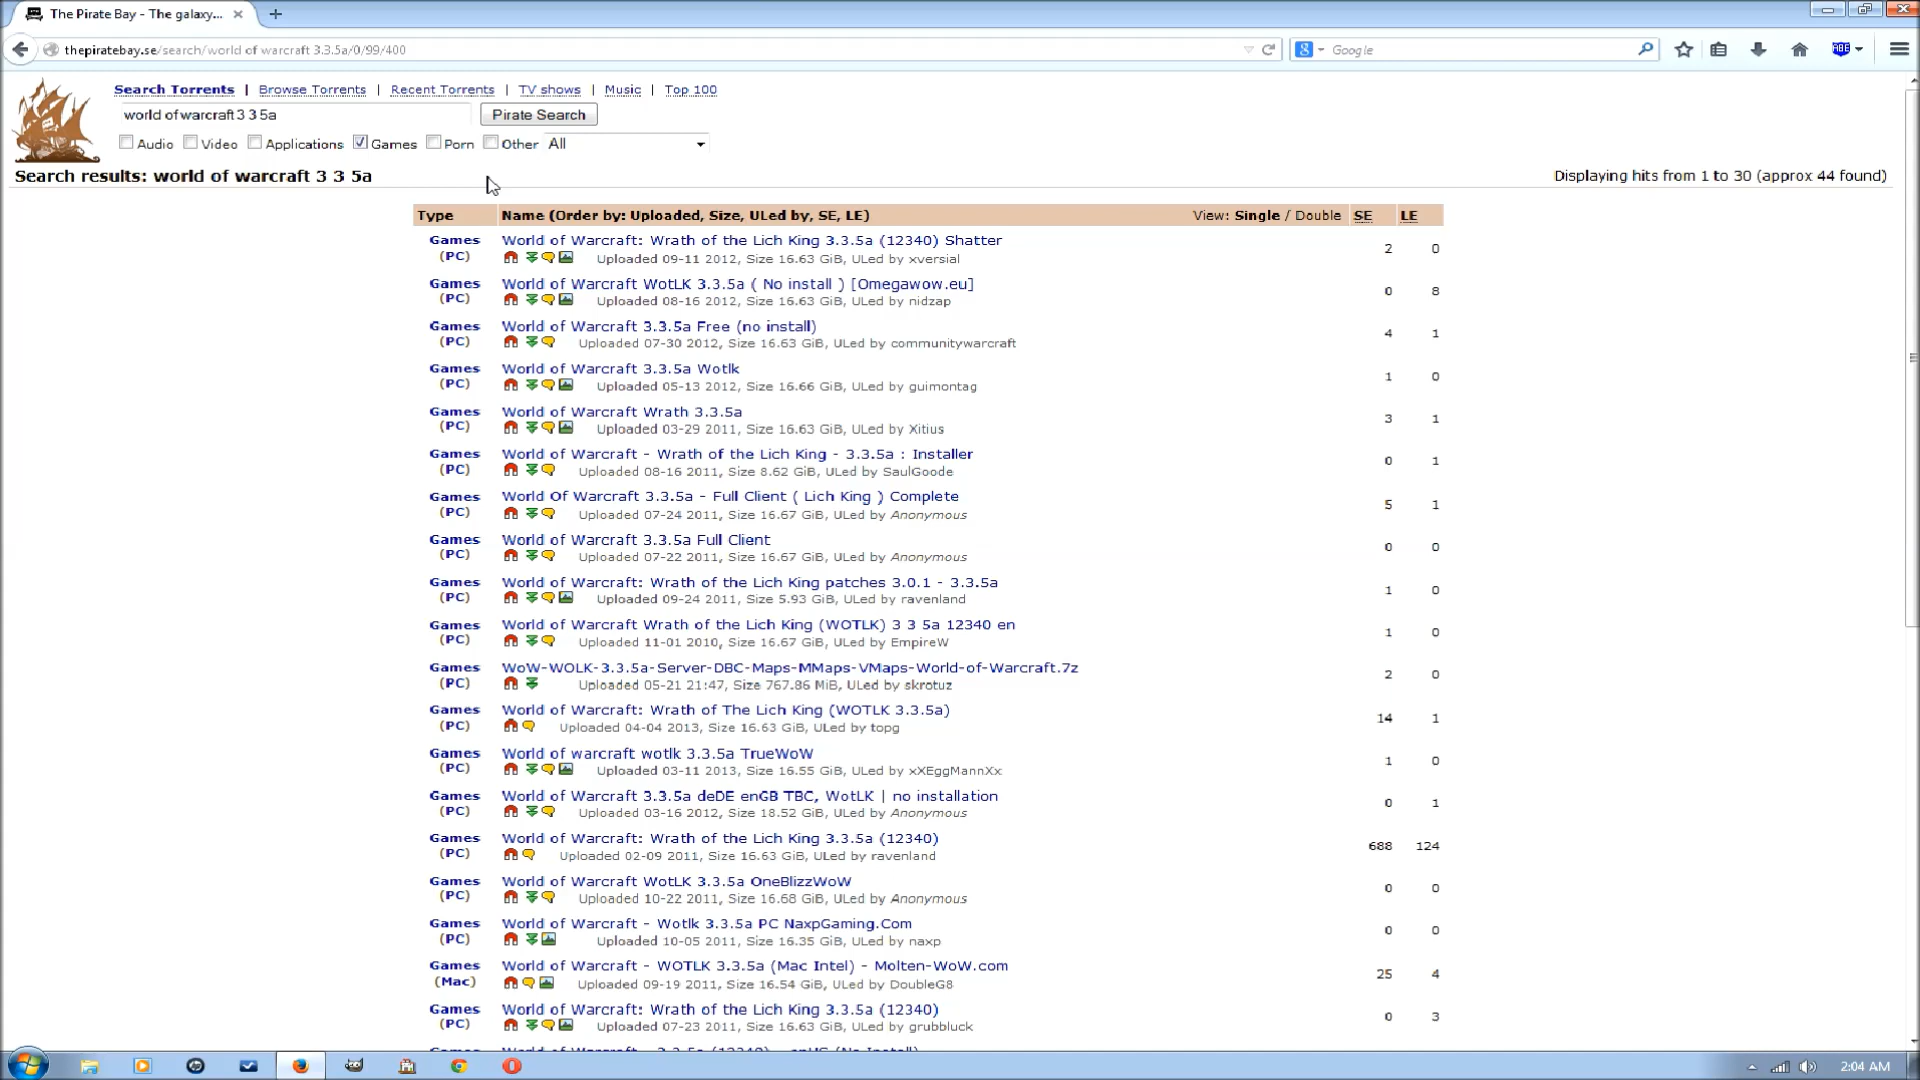 The Pirate Bay - The galaxy...
thepiratebay.se/search/world of warcraft 3.3.5a/0/99/400
Google
ABE
Search Torrents | Browse Torrents | Recent Torrents | TV shows | Music | Top 100
world of warcraft 3 3 5a Pirate Search
Audio Video Applications Games Porn Other All
Search results: world of warcraft 3 3 5a
Displaying hits from 1 to 30 (approx 44 found)
Type Name (Order by: Uploaded, Size, ULed by, SE, LE) View: Single / Double SE LE
Games World of Warcraft: Wrath of the Lich King 3.3.5a (12340) Shatter 2 0
(PC) Uploaded 09-11 2012, Size 16.63 GiB, ULed by xversial
Games World of Warcraft WotLK 3.3.5a ( No install ) [Omegawow.eu] 0 8
(PC) Uploaded 08-16 2012, Size 16.63 GiB, ULed by nidzap
Games World of Warcraft 3.3.5a Free (no install) 4 1
(PC) Uploaded 07-30 2012, Size 16.63 GiB, ULed by communitywarcraft
Games World of Warcraft 3.3.5a Wotlk 1 0
(PC) Uploaded 05-13 2012, Size 16.66 GiB, ULed by guimontag
Games World of Warcraft Wrath 3.3.5a 3 1
(PC) Uploaded 03-29 2011, Size 16.63 GiB, ULed by Xitius
Games World of Warcraft - Wrath of the Lich King - 3.3.5a : Installer 0 1
(PC) Uploaded 08-16 2011, Size 8.62 GiB, ULed by SaulGoode
Games World Of Warcraft 3.3.5a - Full Client ( Lich King ) Complete 5 1
(PC) Uploaded 07-24 2011, Size 16.67 GiB, ULed by Anonymous
Games World of Warcraft 3.3.5a Full Client 0 0
(PC) Uploaded 07-22 2011, Size 16.67 GiB, ULed by Anonymous
Games World of Warcraft: Wrath of the Lich King patches 3.0.1 - 3.3.5a 1 0
(PC) Uploaded 09-24 2011, Size 5.93 GiB, ULed by ravenland
Games World of Warcraft Wrath of the Lich King (WOTLK) 3 3 5a 12340 en 1 0
(PC) Uploaded 11-01 2010, Size 16.67 GiB, ULed by EmpireW
Games WoW-WOLK-3.3.5a-Server-DBC-Maps-MMaps-VMaps-World-of-Warcraft.7z 2 0
(PC) Uploaded 05-21 21:47, Size 767.86 MiB, ULed by skrotuz
Games World of Warcraft: Wrath of The Lich King (WOTLK 3.3.5a) 14 1
(PC) Uploaded 04-04 2013, Size 16.63 GiB, ULed by topg
Games World of warcraft wotlk 3.3.5a TrueWoW 1 0
(PC) Uploaded 03-11 2013, Size 16.55 GiB, ULed by xXEggMannXx
Games World of Warcraft 3.3.5a deDE enGB TBC, WotLK | no installation 0 1
(PC) Uploaded 03-16 2012, Size 18.52 GiB, ULed by Anonymous
Games World of Warcraft: Wrath of the Lich King 3.3.5a (12340) 688 124
(PC) Uploaded 02-09 2011, Size 16.63 GiB, ULed by ravenland
Games World of Warcraft WotLK 3.3.5a OneBlizzWoW 0 0
(PC) Uploaded 10-22 2011, Size 16.68 GiB, ULed by Anonymous
Games World of Warcraft - Wotlk 3.3.5a PC NaxpGaming.Com 0 0
(PC) Uploaded 10-05 2011, Size 16.35 GiB, ULed by naxp
Games World of Warcraft - WOTLK 3.3.5a (Mac Intel) - Molten-WoW.com 25 4
(Mac) Uploaded 09-19 2011, Size 16.54 GiB, ULed by DoubleG8
Games World of Warcraft: Wrath of the Lich King 3.3.5a (12340) 0 3
(PC) Uploaded 07-23 2011, Size 16.63 GiB, ULed by grubbluck
2:04 AM